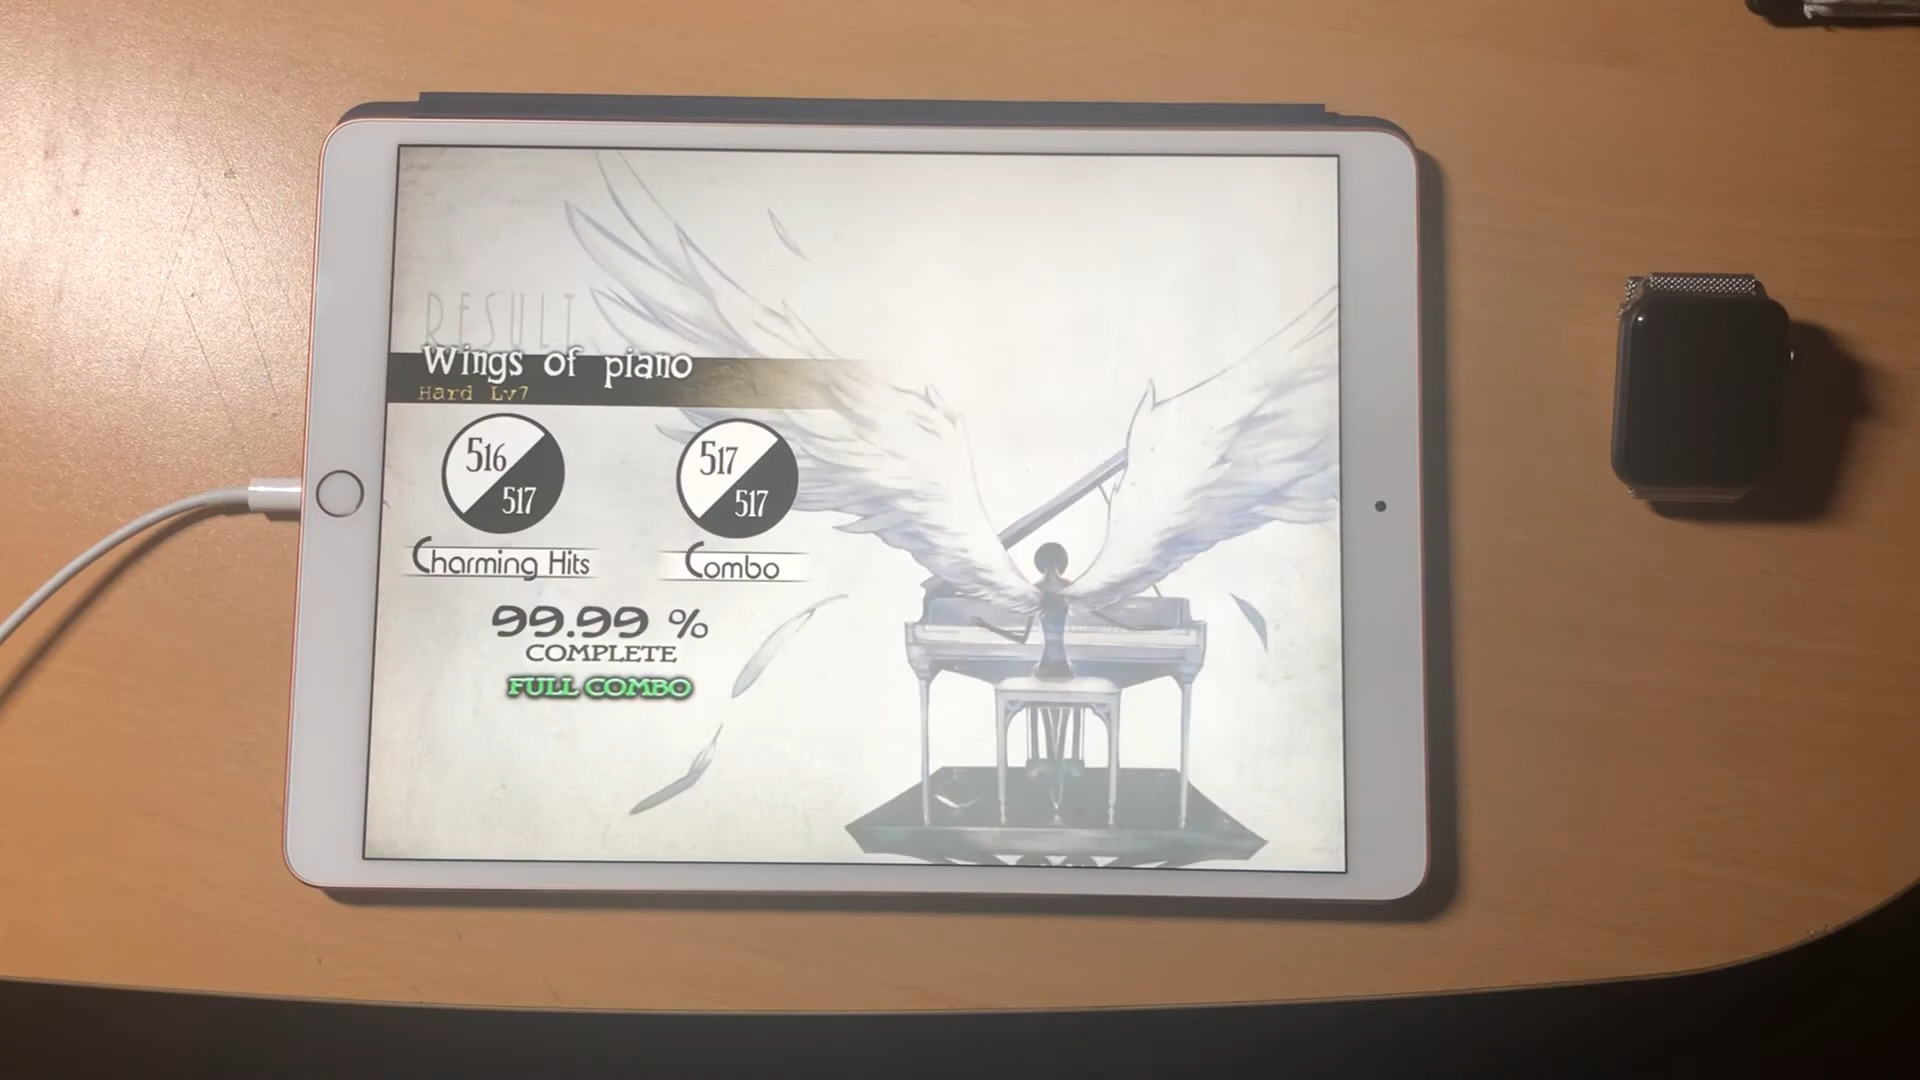 RESULT
Wings of piano
Hard Lv7
516
517
Charming Hits
517
517
Combo
99.99 %
COMPLETE
FULL COMBO